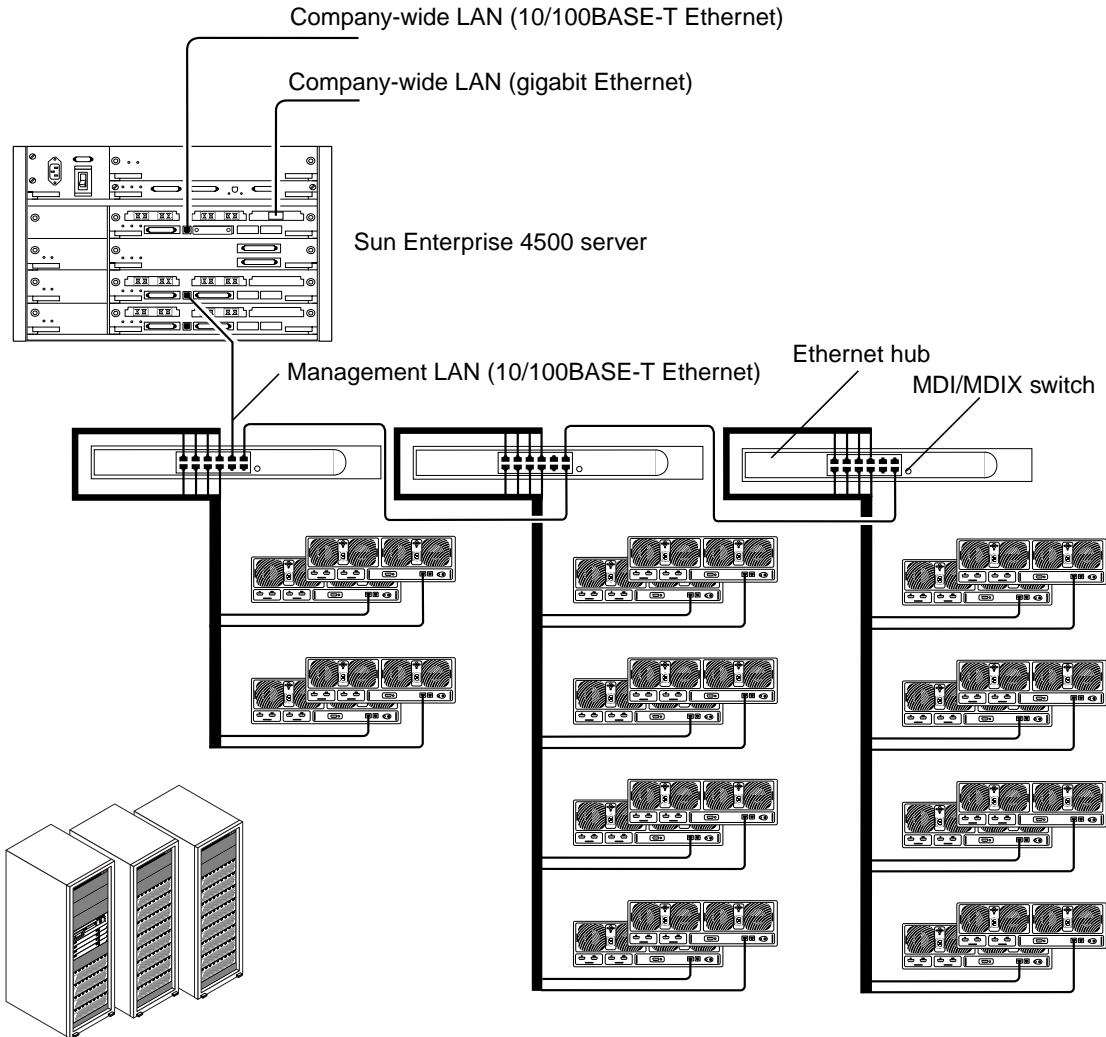 Company-wide LAN (10/100BASE-T Ethernet)
Company-wide LAN (gigabit Ethernet)
Sun Enterprise 4500 server
Ethernet hub
Management LAN (10/100BASE-T Ethernet)
MDI/MDIX switch